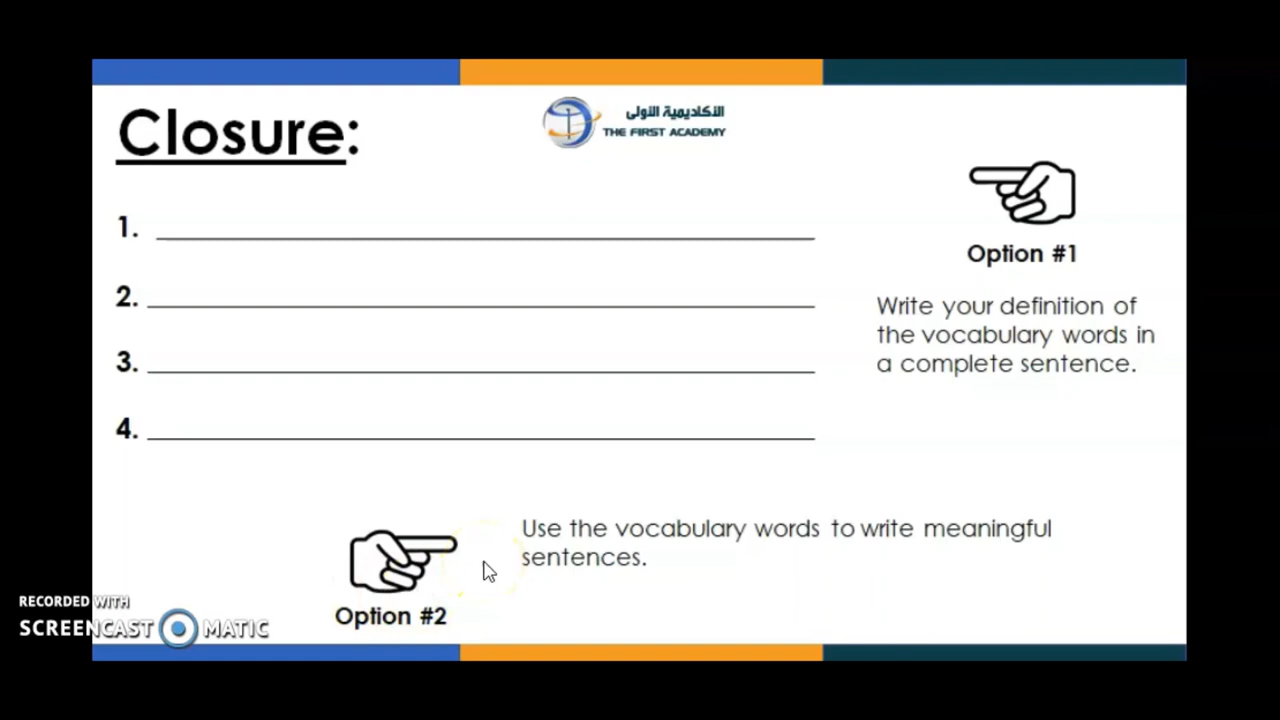 Closure:
الأكاديمية الأولى
THE FIRST ACADEMY
1.
2.
3.
4.
Option #1
Write your definition of
the vocabulary words in
a complete sentence.
Use the vocabulary words to write meaningful
sentences.
Option #2
RECORDED WITH
SCREENCAST MATIC